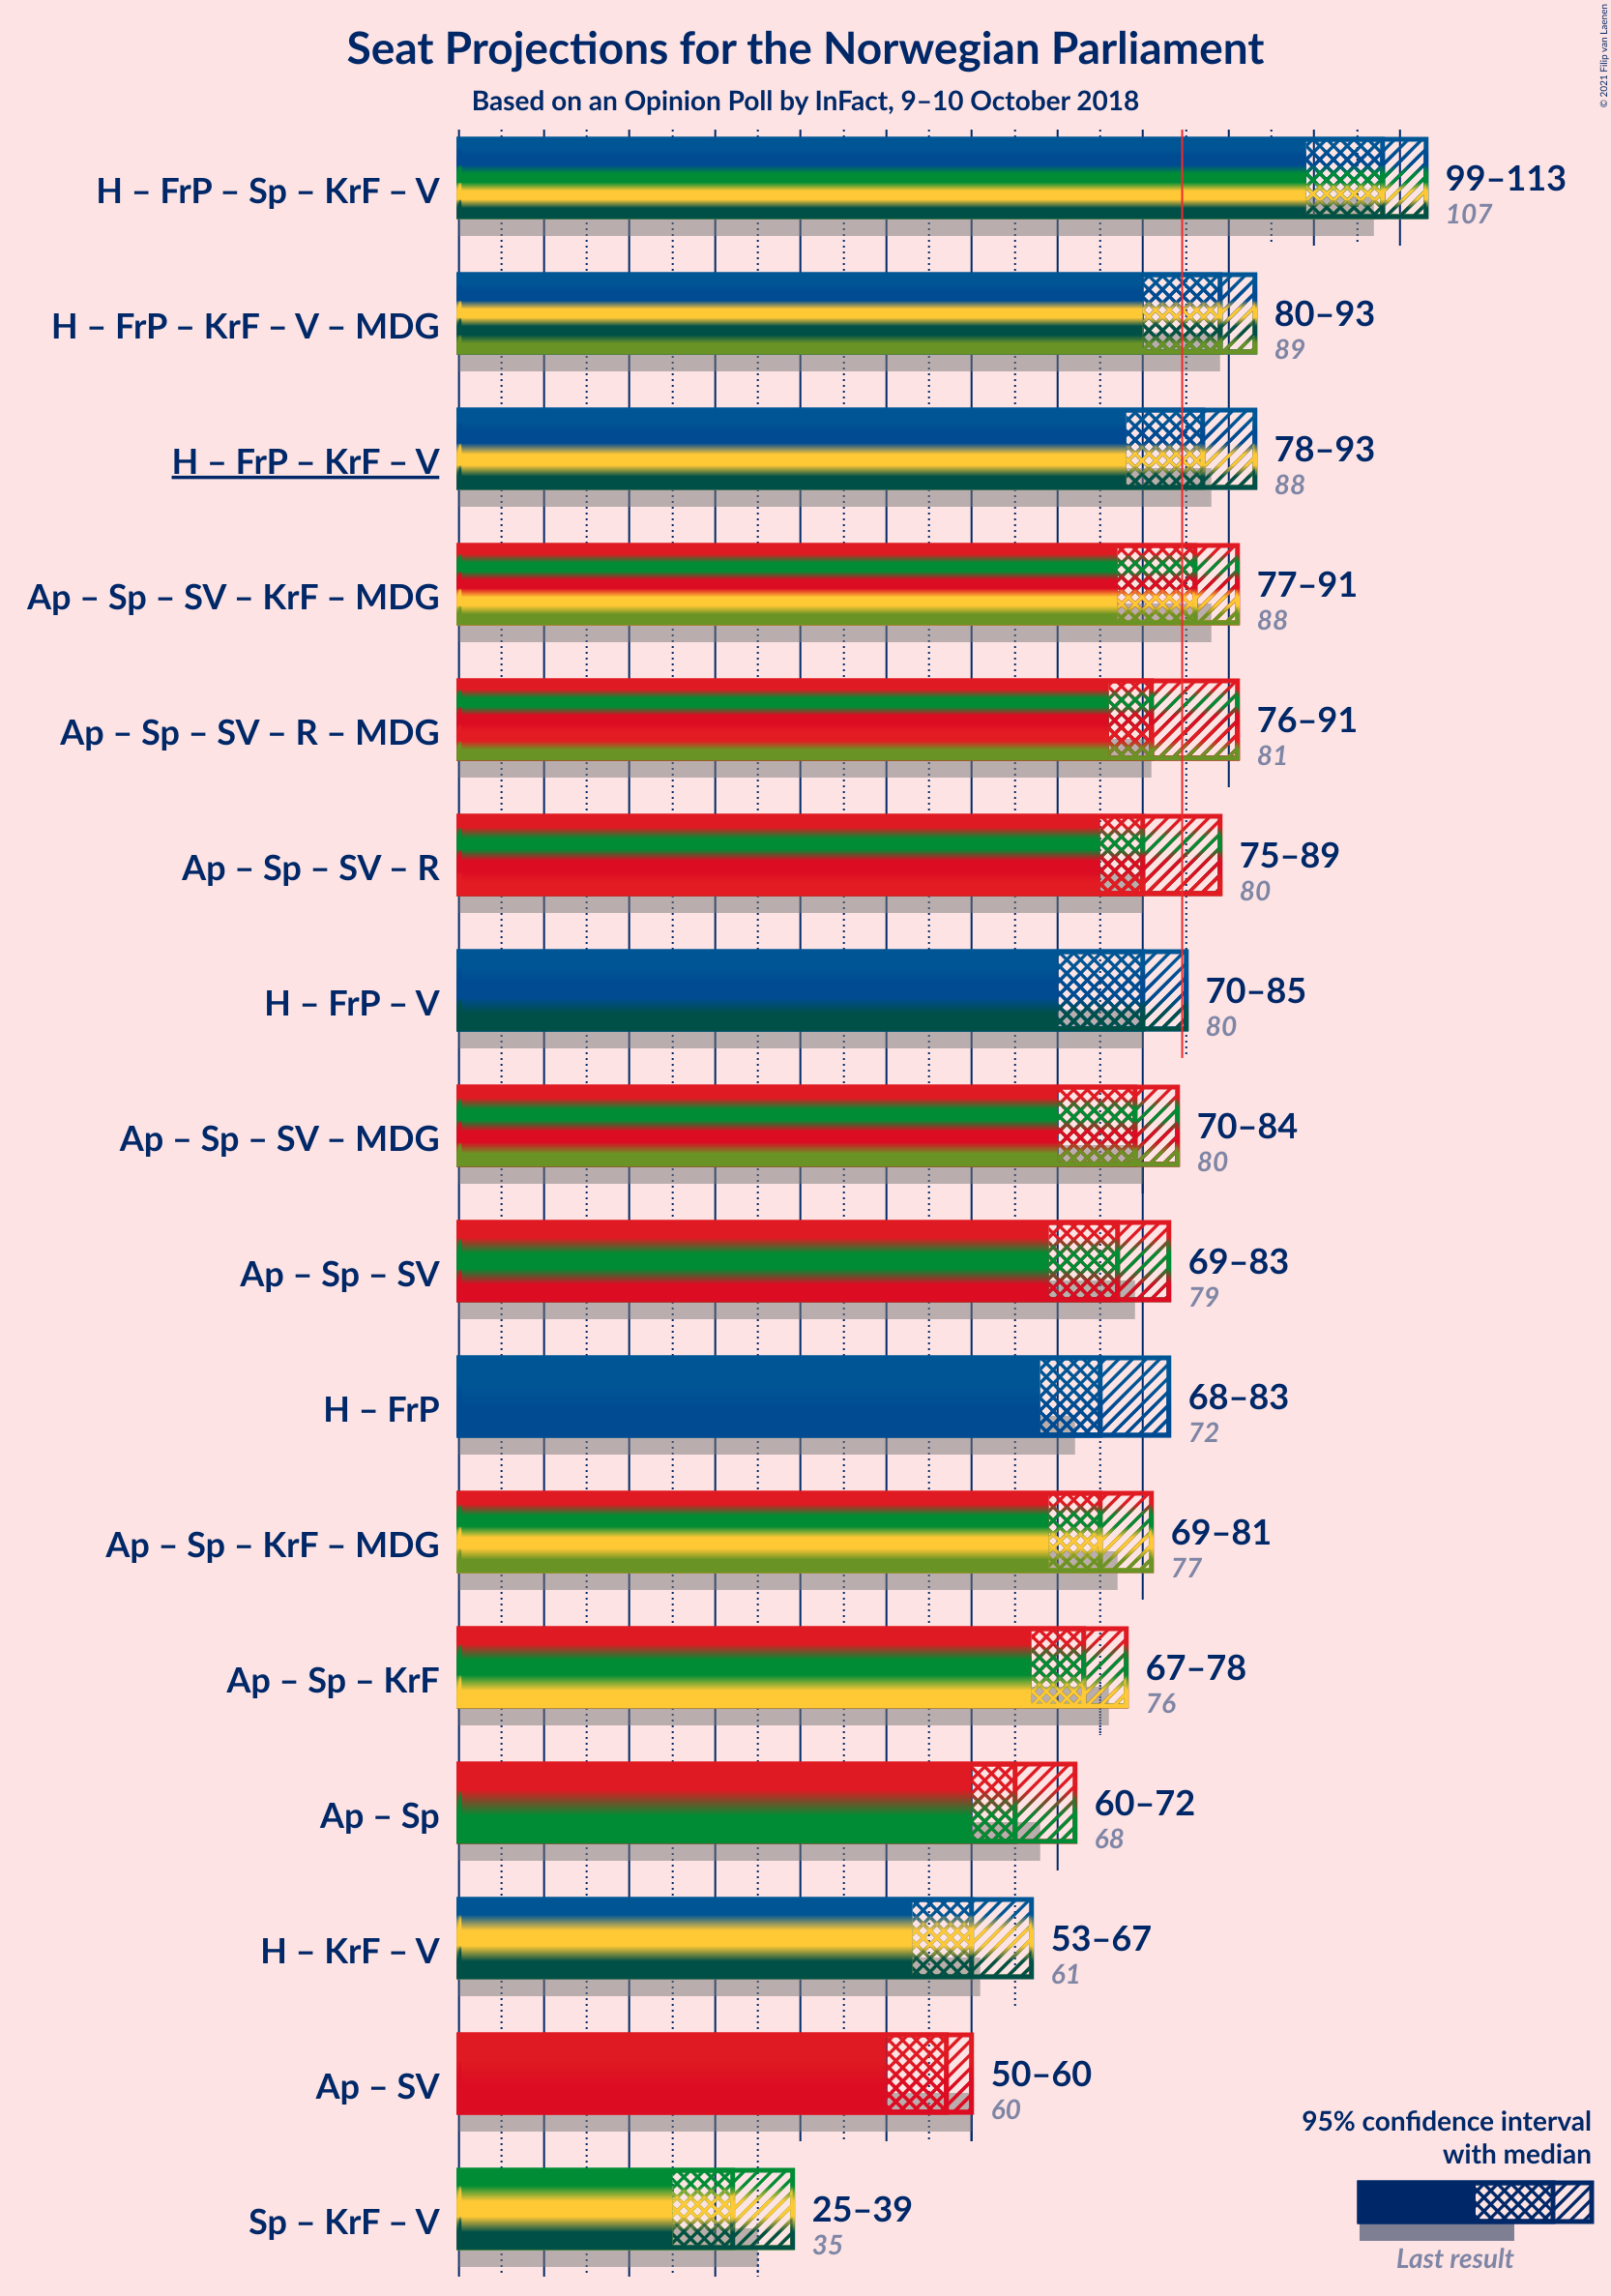 Seat Projections for the Norwegian Parliament
Based on an Opinion Poll by InFact, 9–10 October 2018
© 2021 Filip van Laenen
H – FrP – Sp – KrF – V
99–113
107
H – FrP – KrF – V – MDG
80–93
89
H – FrP – KrF – V
78–93
88
Ap – Sp – SV – KrF – MDG
77–91
88
Ap – Sp – SV – R – MDG
76–91
81
Ap – Sp – SV – R
75–89
80
H – FrP – V
70–85
80
Ap – Sp – SV – MDG
70–84
80
Ap – Sp – SV
69–83
79
H – FrP
68–83
72
Ap – Sp – KrF – MDG
69–81
77
Ap – Sp – KrF
67–78
76
Ap – Sp
60–72
68
H – KrF – V
53–67
61
Ap – SV
50–60
60
Sp – KrF – V
25–39
35
95% confidence interval
with median
Last result